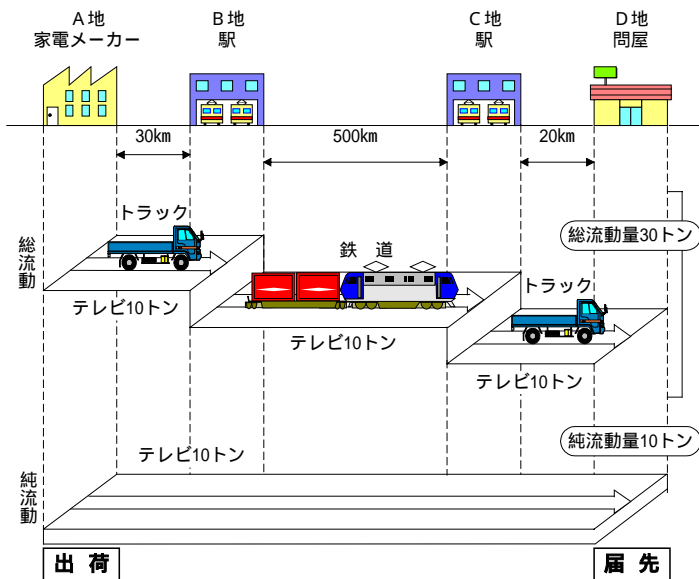 A地
家電メーカー
B地
駅
C地
駅
D地
問屋
30km
500km
20km
総流動
トラック
テレビ10トン
鉄 道
テレビ10トン
トラック
テレビ10トン
総流動量30トン
純流動量10トン
テレビ10トン
純流動
出 荷
届 先